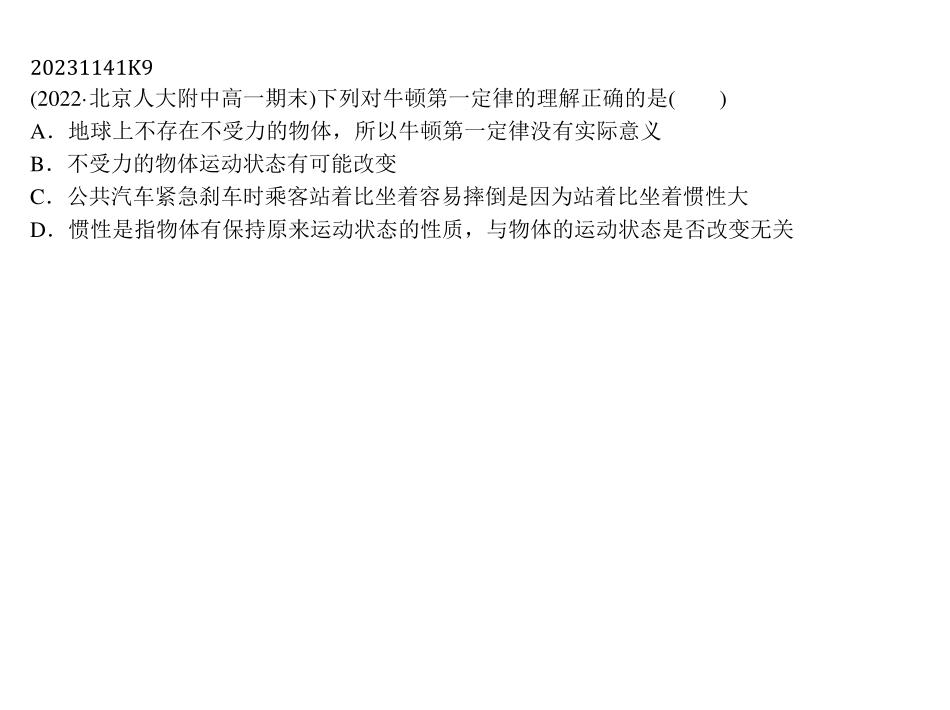 20231141K9
(2022·北京人大附中高一期末)下列对牛顿第一定律的理解正确的是(　　)
A．地球上不存在不受力的物体，所以牛顿第一定律没有实际意义
B．不受力的物体运动状态有可能改变
C．公共汽车紧急刹车时乘客站着比坐着容易摔倒是因为站着比坐着惯性大
D．惯性是指物体有保持原来运动状态的性质，与物体的运动状态是否改变无关